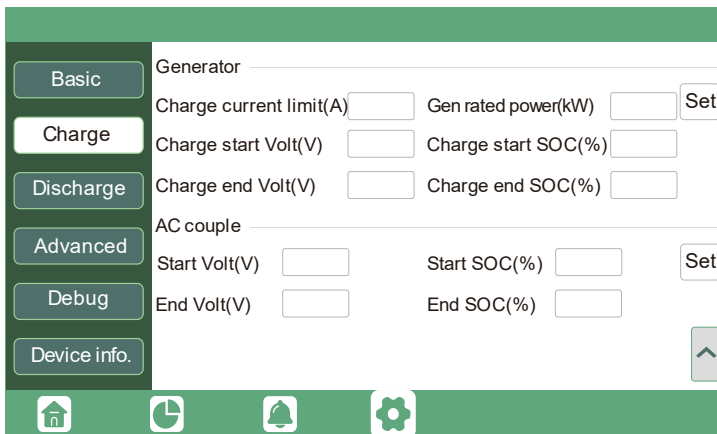 Basic
Charge
Discharge
Advanced
Debug
Device info.
Generator
Charge current limit(A)
Gen rated power(kW)
Set
Charge start Volt(V)
Charge start SOC(%)
Charge end Volt(V)
Charge end SOC(%)
AC couple
Start Volt(V)
Start SOC(%)
Set
End Volt(V)
End SOC(%)